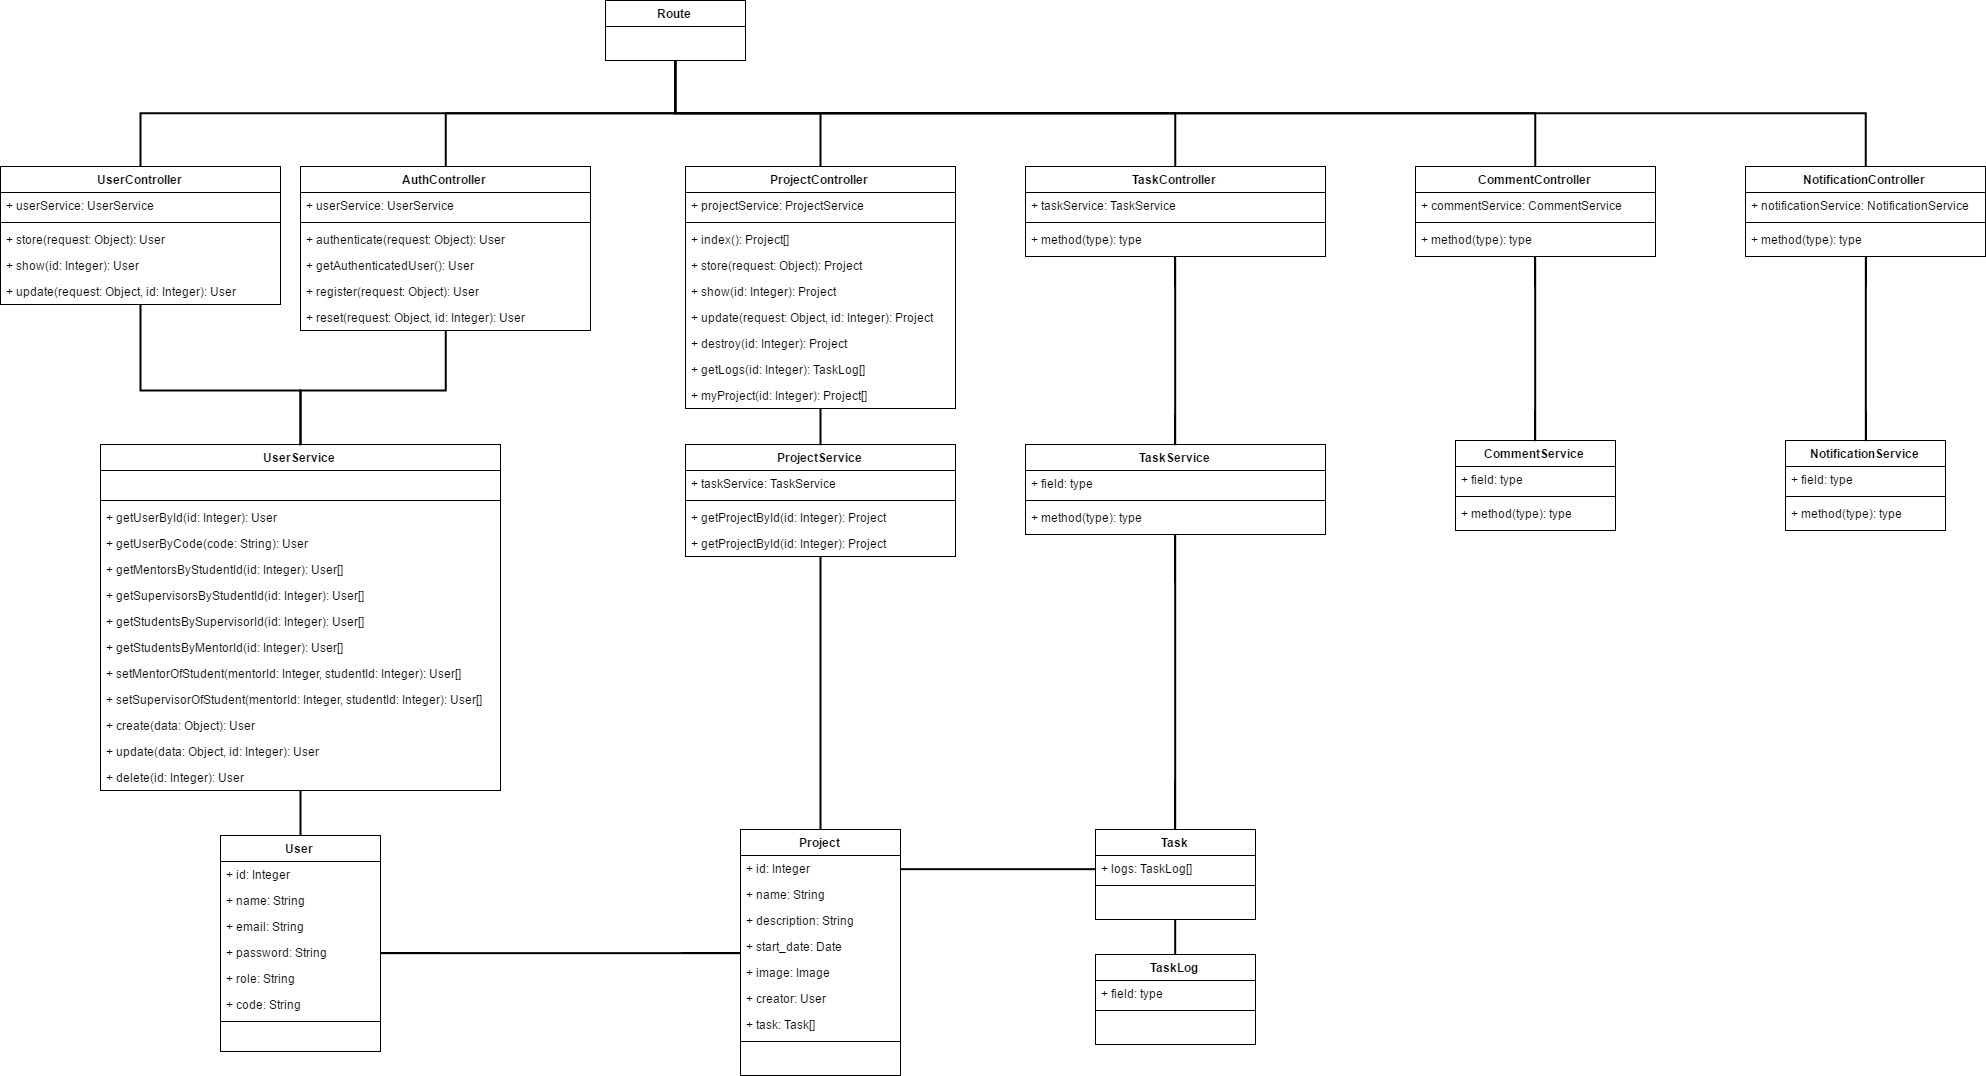 Route
UserController
+ userService: UserService
+ store(request: Object): User
+ show(id: Integer): User
+ update(request: Object, id: Integer): User
AuthController
+ userService: UserService
+ authenticate(request: Object): User
+ getAuthenticatedUser(): User
+ register(request: Object): User
+ reset(request: Object, id: Integer): User
ProjectController
+ projectService: ProjectService
+ index(): Project[]
+ store(request: Object): Project
+ show(id: Integer): Project
+ update(request: Object, id: Integer): Project
+ destroy(id: Integer): Project
+ getLogs(id: Integer): TaskLog[]
+ myProject(id: Integer): Project[]
TaskController
+ taskService: TaskService
+ method(type): type
CommentController
+ commentService: CommentService
+ method(type): type
NotificationController
+ notificationService: NotificationService
+ method(type): type
UserService
+ getUserById(id: Integer): User
+ getUserByCode(code: String): User
+ getMentorsByStudentId(id: Integer): User[]
+ getSupervisorsByStudentId(id: Integer): User[]
+ getStudentsBySupervisorId(id: Integer): User[]
+ getStudentsByMentorId(id: Integer): User[]
+ setMentorOfStudent(mentorId: Integer, studentId: Integer): User[]
+ setSupervisorOfStudent(mentorId: Integer, studentId: Integer): User[]
+ create(data: Object): User
+ update(data: Object, id: Integer): User
+ delete(id: Integer): User
ProjectService
+ taskService: TaskService
+ getProjectById(id: Integer): Project
+ getProjectById(id: Integer): Project
TaskService
+ field: type
+ method(type): type
CommentService
+ field: type
+ method(type): type
NotificationService
+ field: type
+ method(type): type
User
+ id: Integer
+ name: String
+ email: String
+ password: String
+ role: String
+ code: String
Project
+ id: Integer
+ name: String
+ description: String
+ start_date: Date
+ image: Image
+ creator: User
+ task: Task[]
Task
+ logs: TaskLog[]
TaskLog
+ field: type